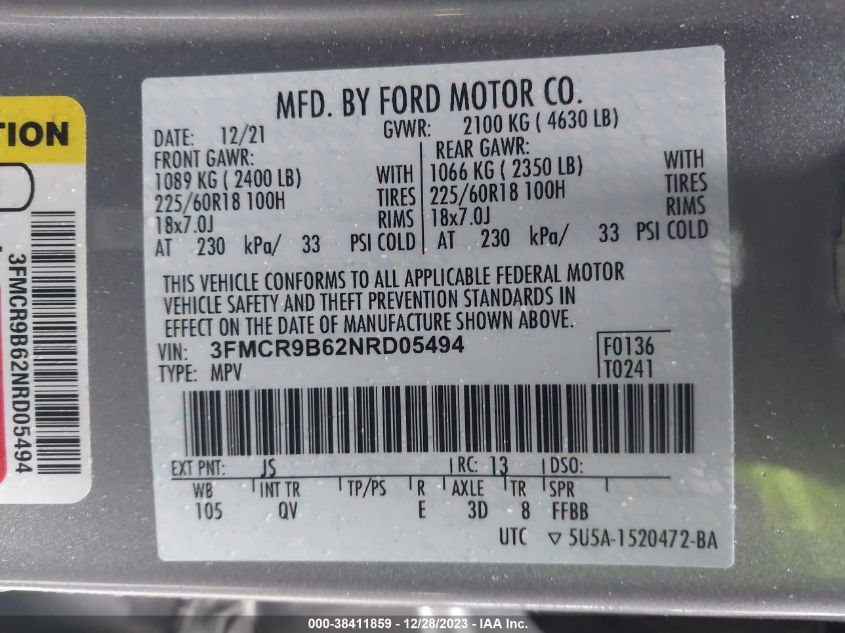 MFD. BY FORD MOTOR CO.
DATE: 12/21 GVWR: 2100 KG ( 4630 LB)
FRONT GAWR: REAR GAWR:
1089 KG ( 2400 LB) WITH 1066 KG ( 2350 LB) WITH
225/60R18 100H TIRES 225/60R18 100H TIRES
18x7.0J RIMS 18x7.0J RIMS
AT 230 kPa/ 33 PSI COLD AT 230 kPa/ 33 PSI COLD
THIS VEHICLE CONFORMS TO ALL APPLICABLE FEDERAL MOTOR
VEHICLE SAFETY AND THEFT PREVENTION STANDARDS IN
EFFECT ON THE DATE OF MANUFACTURE SHOWN ABOVE.
VIN: 3FMCR9B62NRD05494 F0136
TYPE: MPV T0241
EXT PNT: JS RC: 13 DSO:
WB INT TR TP/PS R AXLE TR SPR
105 QV E 3D 8 FFBB
UTC ▽ 5U5A-1520472-BA
3FMCR9B62NRD05494
000-38411859 - 12/28/2023 - IAA Inc.